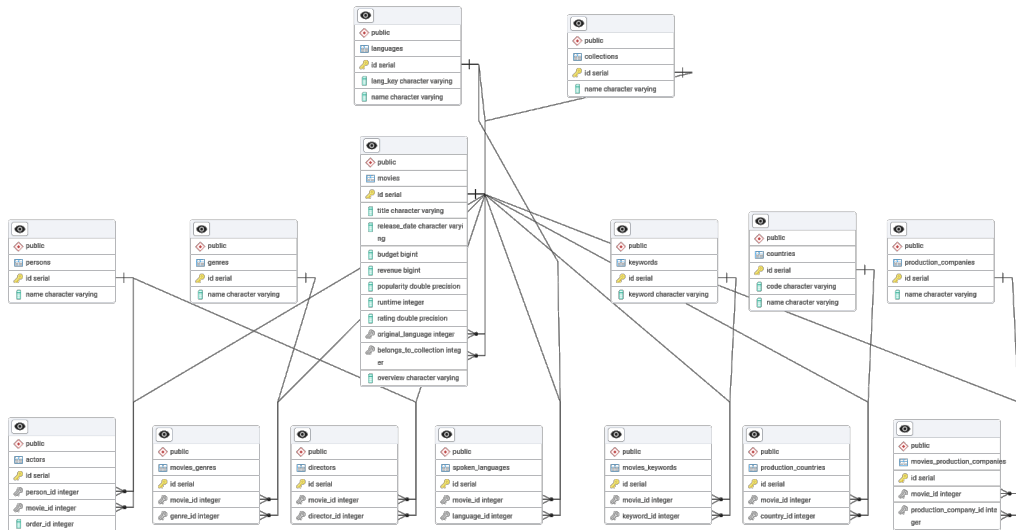 public
languages
id serial
lang_key character varying
name character varying
public
collections
id serial
name character varying
public
movies
id serial
title character varying
release_date character varyi
ng
budget bigint
revenue bigint
popularity double precision
runtime integer
rating double precision
original_language integer
belongs_to_collection integ
er
overview character varying
public
persons
id serial
name character varying
public
genres
id serial
name character varying
public
keywords
id serial
keyword character varying
public
countries
id serial
code character varying
name character varying
public
production_companies
id serial
name character varying
public
actors
id serial
person_id integer
movie_id integer
order_id integer
public
movies_genres
id serial
movie_id integer
genre_id integer
public
directors
id serial
movie_id integer
director_id integer
public
spoken_languages
id serial
movie_id integer
language_id integer
public
movies_keywords
id serial
movie_id integer
keyword_id integer
public
production_countries
id serial
movie_id integer
country_id integer
public
movies_production_companies
id serial
movie_id integer
production_company_id inte
ger